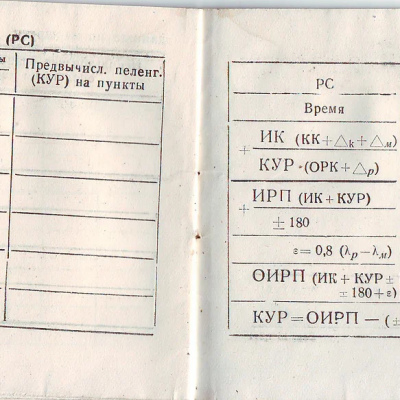 (РС)
ы
Предвычисл. пеленг.
(КУР) на пункты
РС
Время
+ ИК (КК+△k+△м)
КУР (ОРК+△р)
+ ИРП (ИК+КУР)
± 180
ε=0,8 (λр—λм)
ОИРП (ИК+КУР±
±180+ε)
КУР=ОИРП — (±